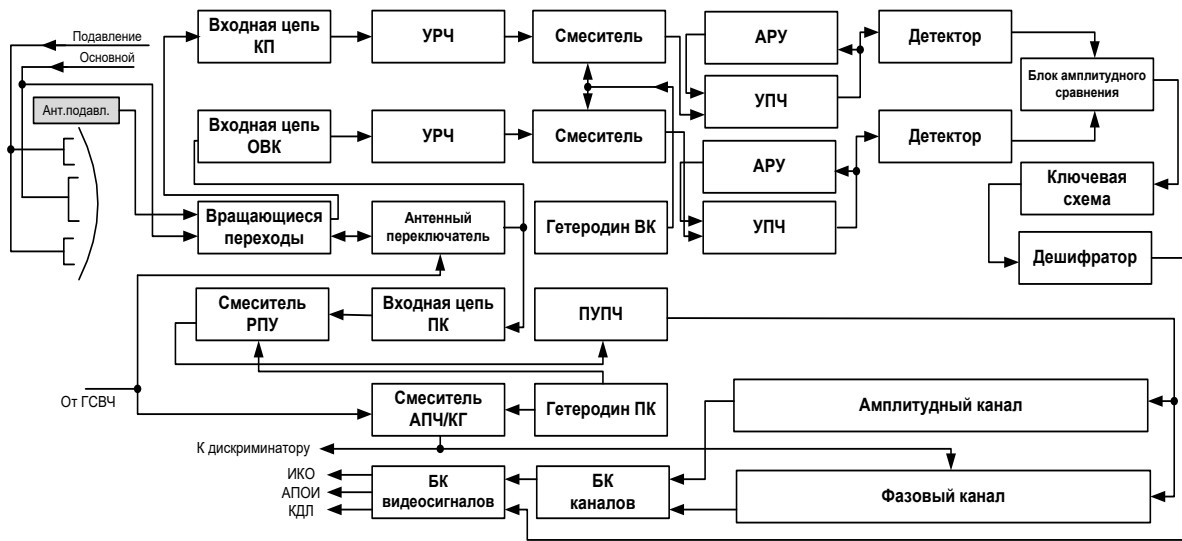 Подавление
Основной
Ант.подавл.
Входная цепь
КП
УРЧ
Смеситель
АРУ
УПЧ
Детектор
Блок амплитудного
сравнения
Входная цепь
ОВК
УРЧ
Смеситель
АРУ
УПЧ
Детектор
Ключевая
схема
Дешифратор
Вращающиеся
переходы
Антенный
переключатель
Гетеродин ВК
Смеситель
РПУ
Входная цепь
ПК
ПУПЧ
От ГСВЧ
Смеситель
АПЧ/КГ
Гетеродин ПК
Амплитудный канал
К дискриминатору
ИКО
АПОИ
КДЛ
БК
видеосигналов
БК
каналов
Фазовый канал